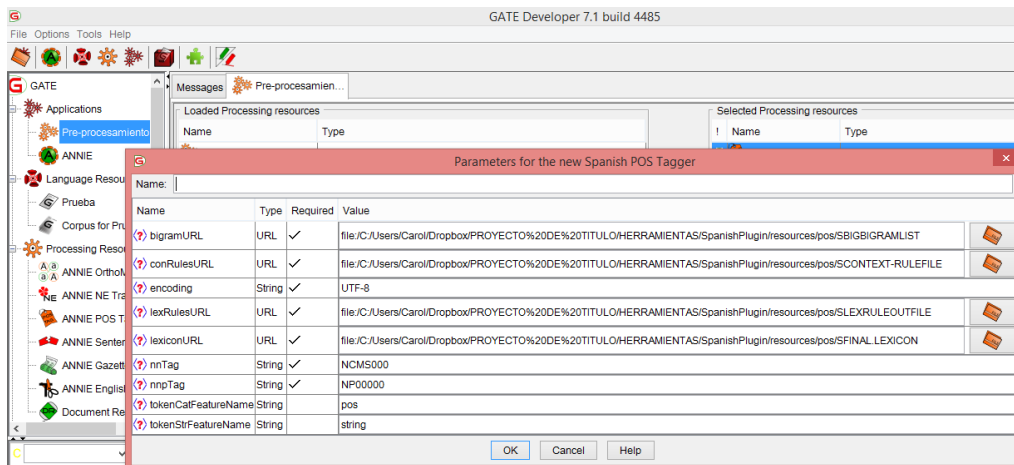 GATE Developer 7.1 build 4485
File Options Tools Help
GATE
Applications
Pre-procesamiento
ANNIE
Language Resou
Prueba
Corpus for Pru
Processing Resou
ANNIE OrthoM
ANNIE NE Tra
ANNIE POS T
ANNIE Senten
ANNIE Gazett
ANNIE Englis
Document Re
Messages Pre-procesamien...
Loaded Processing resources
Name Type
Selected Processing resources
! Name Type
Parameters for the new Spanish POS Tagger
Name:
Name Type Required Value
<?> bigramURL URL ✓ file:/C:/Users/Carol/Dropbox/PROYECTO%20DE%20TITULO/HERRAMIENTAS/SpanishPlugin/resources/pos/SBIGBIGRAMLIST
<?> conRulesURL URL ✓ file:/C:/Users/Carol/Dropbox/PROYECTO%20DE%20TITULO/HERRAMIENTAS/SpanishPlugin/resources/pos/SCONTEXT-RULEFILE
<?> encoding String ✓ UTF-8
<?> lexRulesURL URL ✓ file:/C:/Users/Carol/Dropbox/PROYECTO%20DE%20TITULO/HERRAMIENTAS/SpanishPlugin/resources/pos/SLEXRULEOUTFILE
<?> lexiconURL URL ✓ file:/C:/Users/Carol/Dropbox/PROYECTO%20DE%20TITULO/HERRAMIENTAS/SpanishPlugin/resources/pos/SFINAL.LEXICON
<?> nnTag String ✓ NCMS000
<?> nnpTag String ✓ NP00000
<?> tokenCatFeatureName String pos
<?> tokenStrFeatureName String string
OK Cancel Help